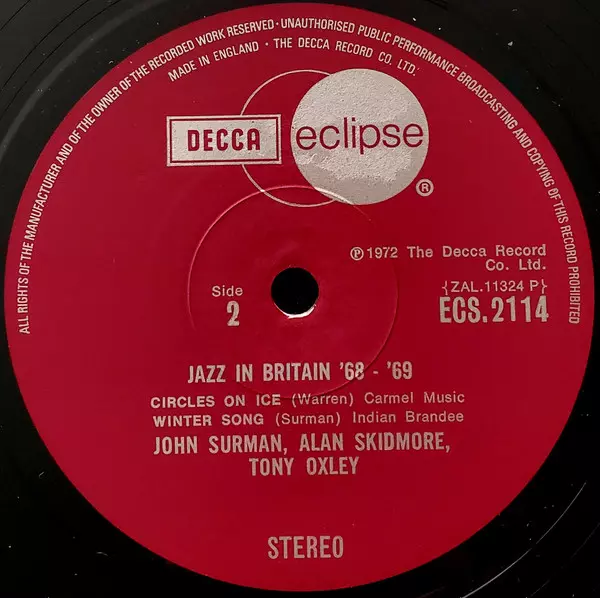 ALL RIGHTS OF THE MANUFACTURER AND OF THE OWNER OF THE RECORDED WORK RESERVED · UNAUTHORISED PUBLIC PERFORMANCE BROADCASTING AND COPYING OF THIS RECORD PROHIBITED
MADE IN ENGLAND · THE DECCA RECORD CO. LTD.
DECCA eclipse
®
℗ 1972 The Decca Record
Co. Ltd.
Side
2
{ZAL.11324 P}
ECS.2114
JAZZ IN BRITAIN '68 - '69
CIRCLES ON ICE (Warren) Carmel Music
WINTER SONG (Surman) Indian Brandee
JOHN SURMAN, ALAN SKIDMORE,
TONY OXLEY
STEREO